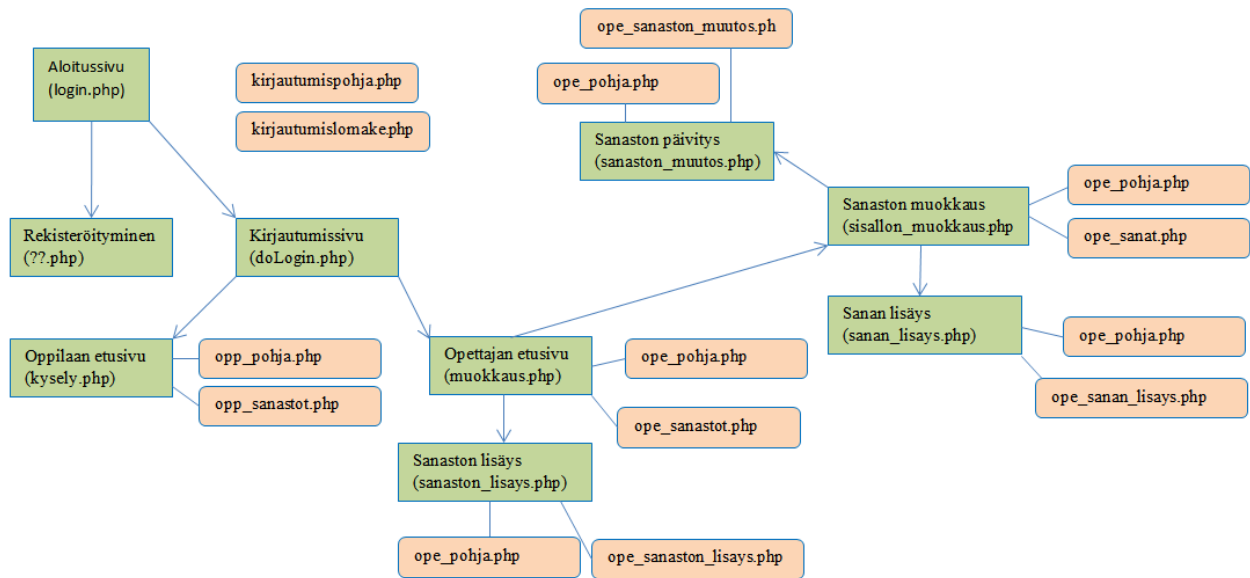 ope_sanaston_muutos.ph
Aloitussivu
(login.php)
kirjautumispohja.php
ope_pohja.php
kirjautumislomake.php
Sanaston päivitys
(sanaston_muutos.php)
ope_pohja.php
Sanaston muokkaus
(sisallon_muokkaus.php
Rekisteröityminen
(??.php)
Kirjautumissivu
(doLogin.php)
ope_sanat.php
Sanan lisäys
(sanan_lisays.php)
ope_pohja.php
Oppilaan etusivu
(kysely.php)
opp_pohja.php
Opettajan etusivu
(muokkaus.php)
ope_pohja.php
opp_sanastot.php
ope_sanan_lisays.php
ope_sanastot.php
Sanaston lisäys
(sanaston_lisays.php)
ope_pohja.php
ope_sanaston_lisays.php